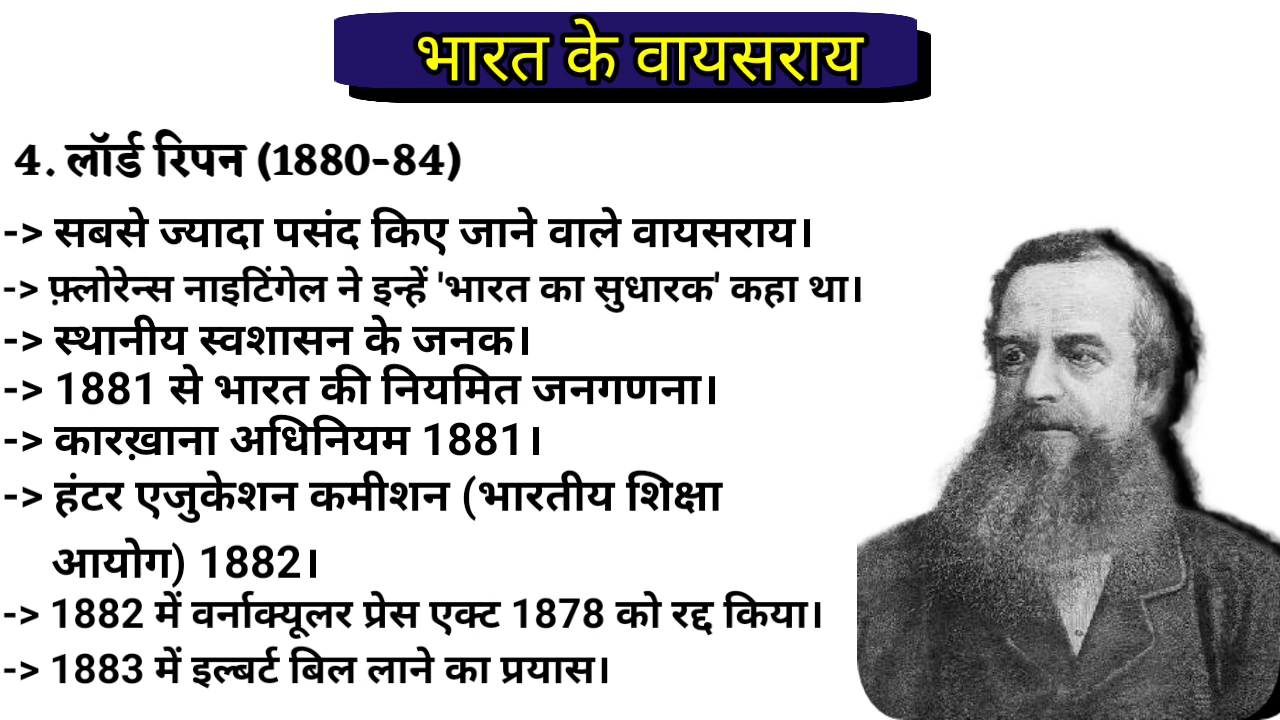 भारत के वायसराय
4. लॉर्ड रिपन (1880-84)
-> सबसे ज्यादा पसंद किए जाने वाले वायसराय।
-> फ़्लोरेन्स नाइटिंगेल ने इन्हें 'भारत का सुधारक' कहा था।
-> स्थानीय स्वशासन के जनक।
-> 1881 से भारत की नियमित जनगणना।
-> कारख़ाना अधिनियम 1881।
-> हंटर एजुकेशन कमीशन (भारतीय शिक्षा
आयोग) 1882।
-> 1882 में वर्नाक्यूलर प्रेस एक्ट 1878 को रद्द किया।
-> 1883 में इल्बर्ट बिल लाने का प्रयास।